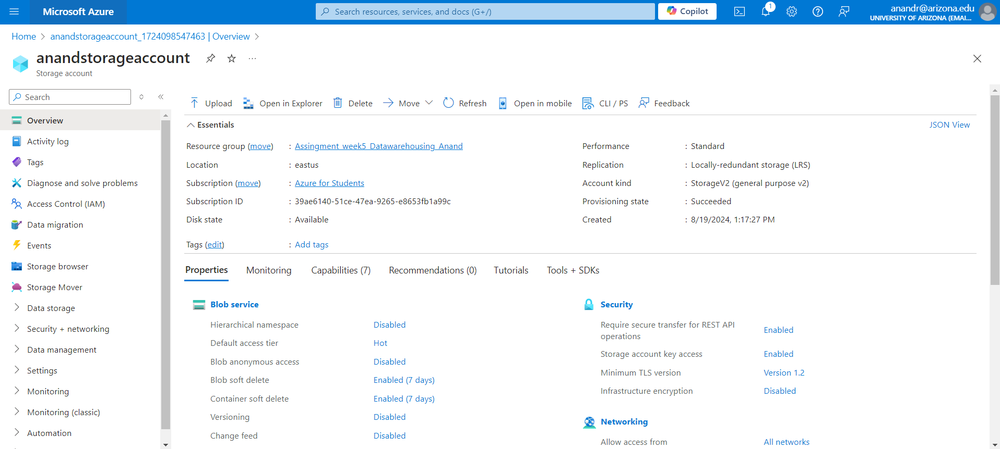 Microsoft Azure
Search resources, services, and docs (G+/)
Copilot
1
anandr@arizona.edu
UNIVERSITY OF ARIZONA (EMAI...
Home > anandstorageaccount_1724098547463 | Overview >
anandstorageaccount
Storage account
Search
Overview
Activity log
Tags
Diagnose and solve problems
Access Control (IAM)
Data migration
Events
Storage browser
Storage Mover
Data storage
Security + networking
Data management
Settings
Monitoring
Monitoring (classic)
Automation
Upload Open in Explorer Delete Move Refresh Open in mobile CLI / PS Feedback
Essentials
JSON View
Resource group (move) : Assingment_week5_Datawarehousing_Anand
Location : eastus
Subscription (move) : Azure for Students
Subscription ID : 39ae6140-51ce-47ea-9265-e8653fb1a99c
Disk state : Available
Performance : Standard
Replication : Locally-redundant storage (LRS)
Account kind : StorageV2 (general purpose v2)
Provisioning state : Succeeded
Created : 8/19/2024, 1:17:27 PM
Tags (edit) : Add tags
Properties Monitoring Capabilities (7) Recommendations (0) Tutorials Tools + SDKs
Blob service
Hierarchical namespace Disabled
Default access tier Hot
Blob anonymous access Disabled
Blob soft delete Enabled (7 days)
Container soft delete Enabled (7 days)
Versioning Disabled
Change feed Disabled
Security
Require secure transfer for REST API
operations Enabled
Storage account key access Enabled
Minimum TLS version Version 1.2
Infrastructure encryption Disabled
Networking
Allow access from All networks